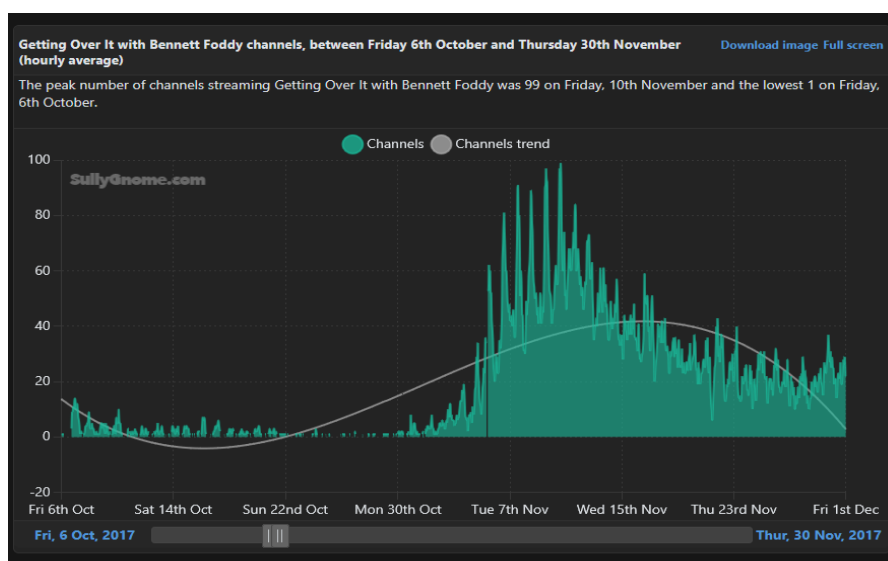 Getting Over It with Bennett Foddy channels, between Friday 6th October and Thursday 30th November
(hourly average)
Download image Full screen
The peak number of channels streaming Getting Over It with Bennett Foddy was 99 on Friday, 10th November and the lowest 1 on Friday,
6th October.
Channels Channels trend
SullyGnome.com
100
80
60
40
20
0
-20
Fri 6th Oct Sat 14th Oct Sun 22nd Oct Mon 30th Oct Tue 7th Nov Wed 15th Nov Thu 23rd Nov Fri 1st Dec
Fri, 6 Oct, 2017 Thur, 30 Nov, 2017